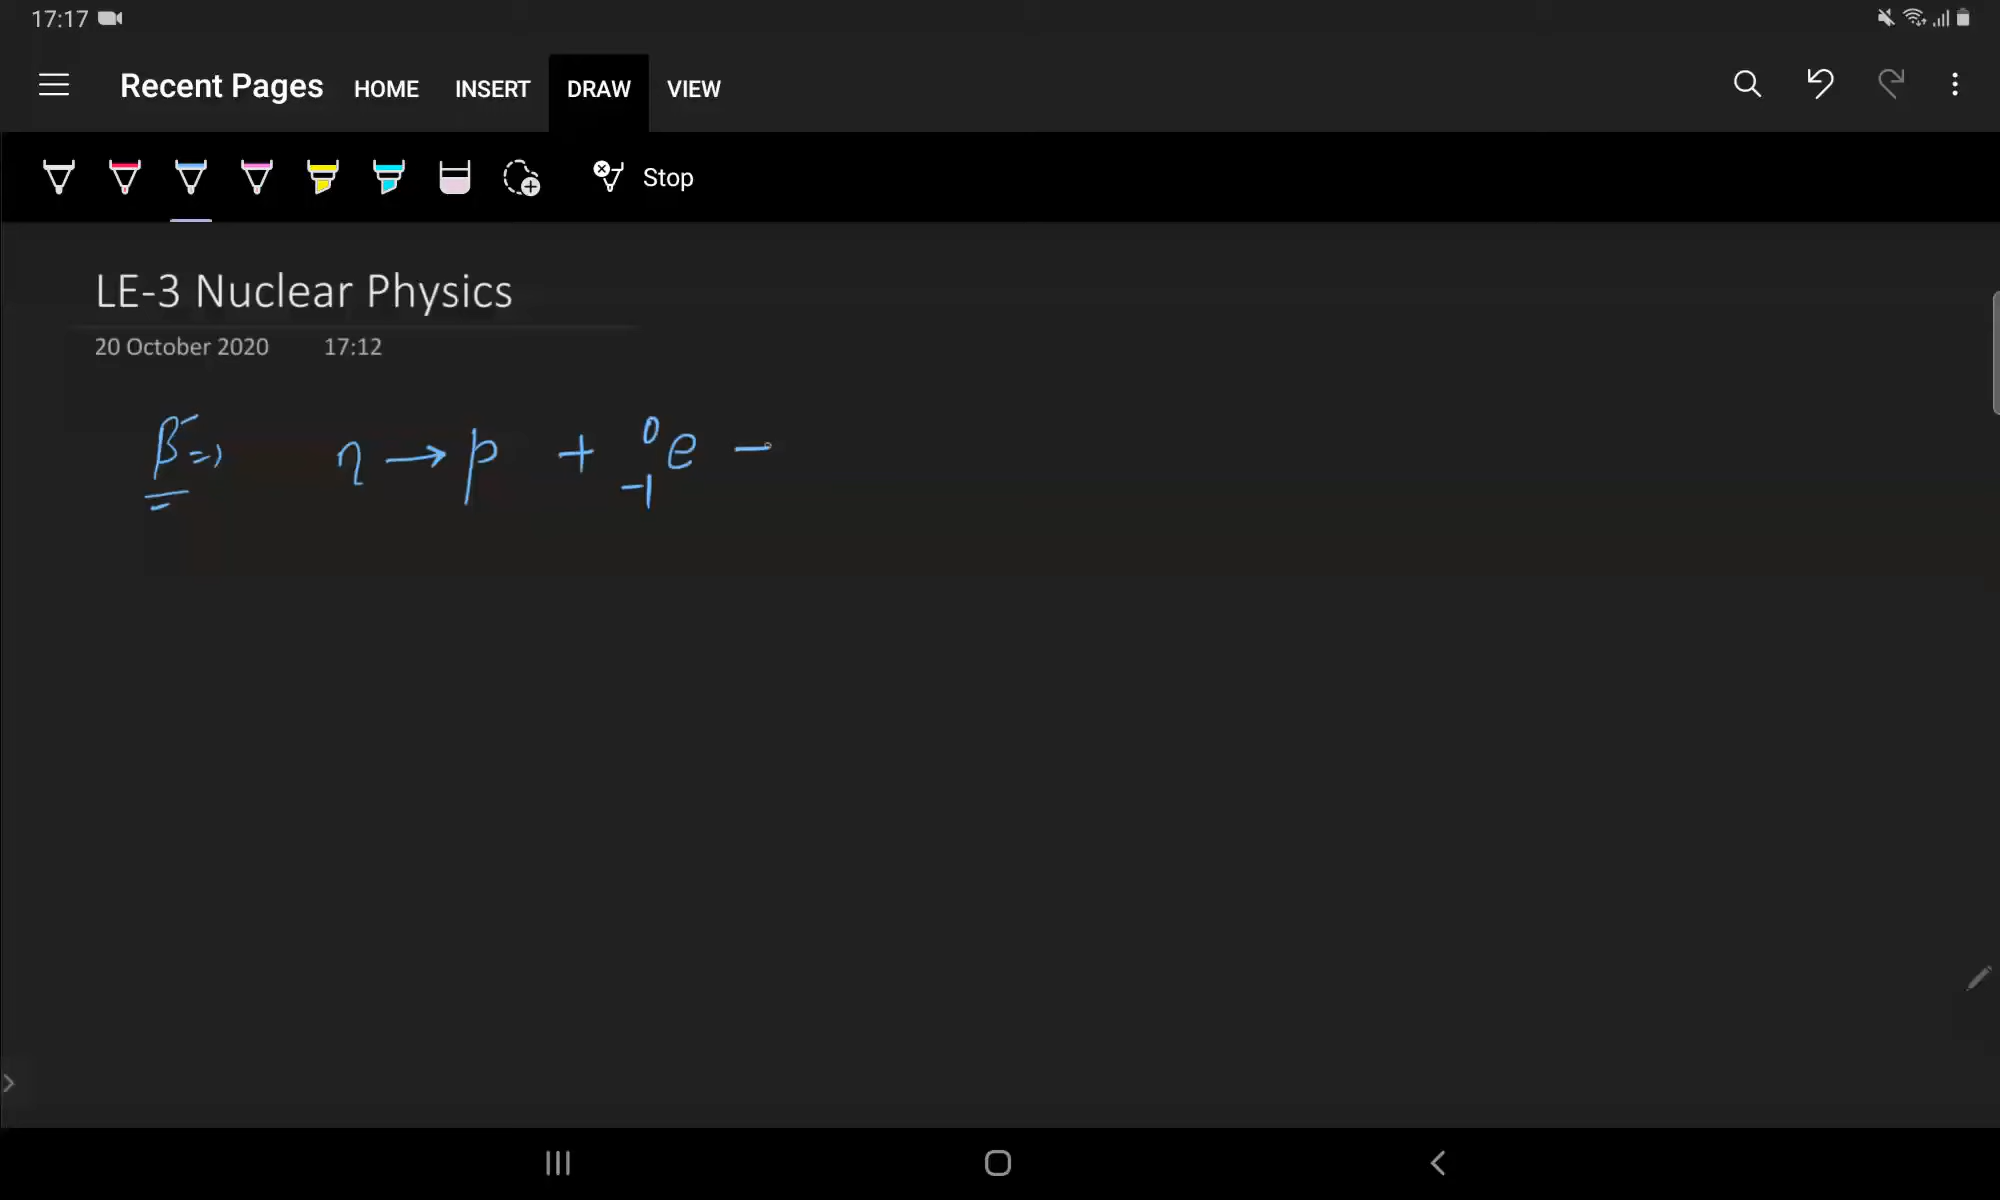 17:17
Recent Pages HOME INSERT DRAW VIEW
Stop
LE-3 Nuclear Physics
20 October 2020 17:12
β⁻ => η → p + ⁰₋₁e −